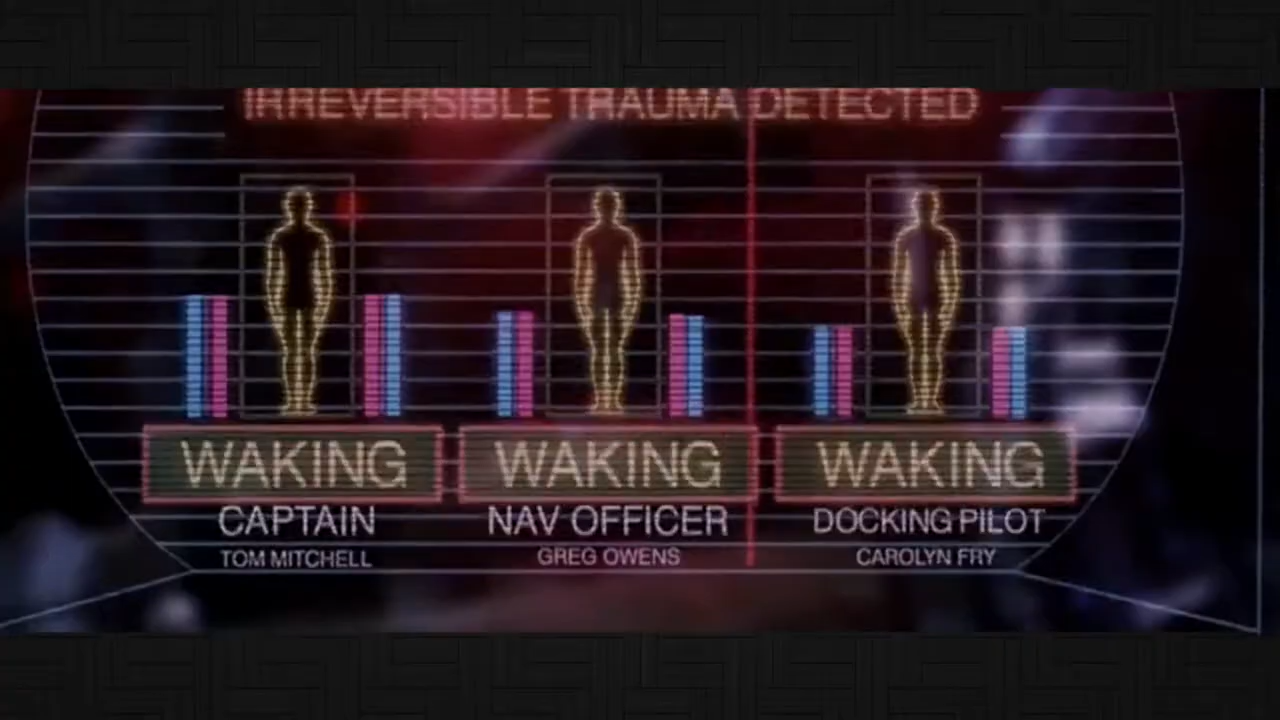 IRREVERSIBLE TRAUMA DETECTED
WAKING WAKING WAKING
CAPTAIN NAV OFFICER DOCKING PILOT
TOM MITCHELL GREG OWENS CAROLYN FRY